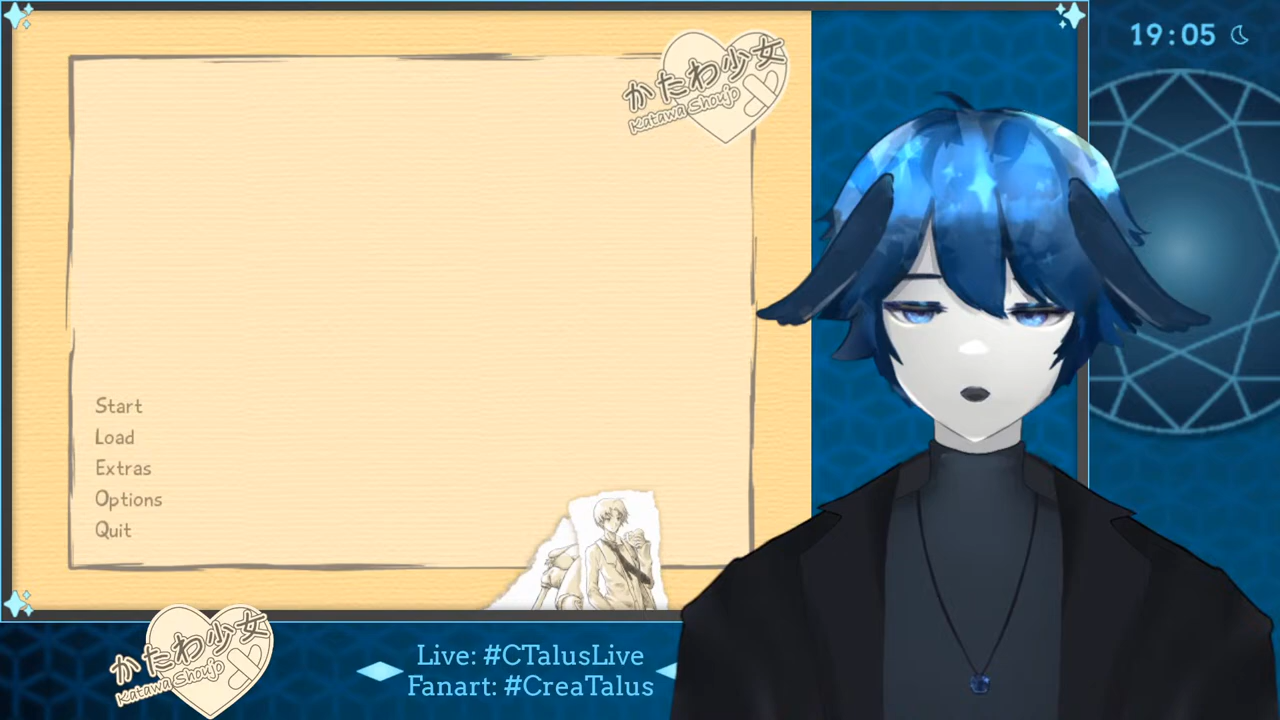 19:05
かたわ少女
Katawa Shoujo
Start
Load
Extras
Options
Quit
かたわ少女
Katawa Shoujo
Live: #CTalusLive
Fanart: #CreaTalus